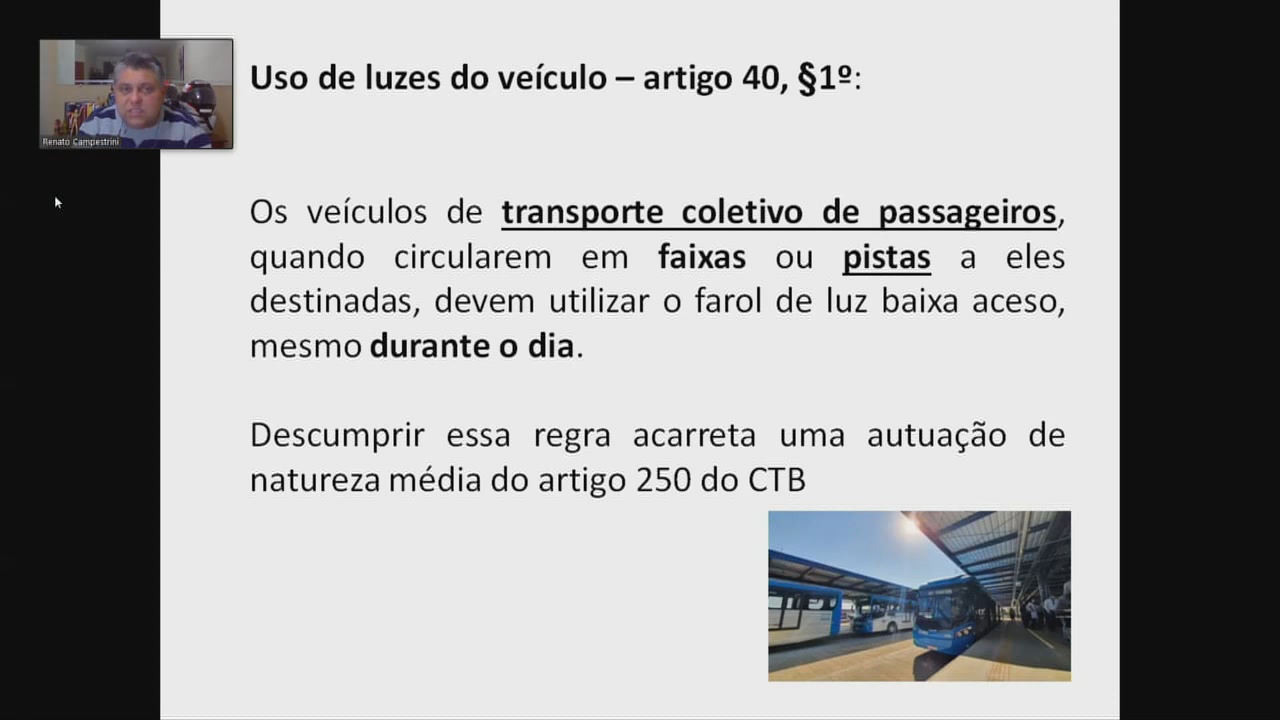 Uso de luzes do veículo – artigo 40, §1º:
Renato Campestrini
Os veículos de transporte coletivo de passageiros,
quando circularem em faixas ou pistas a eles
destinadas, devem utilizar o farol de luz baixa aceso,
mesmo durante o dia.
Descumprir essa regra acarreta uma autuação de
natureza média do artigo 250 do CTB